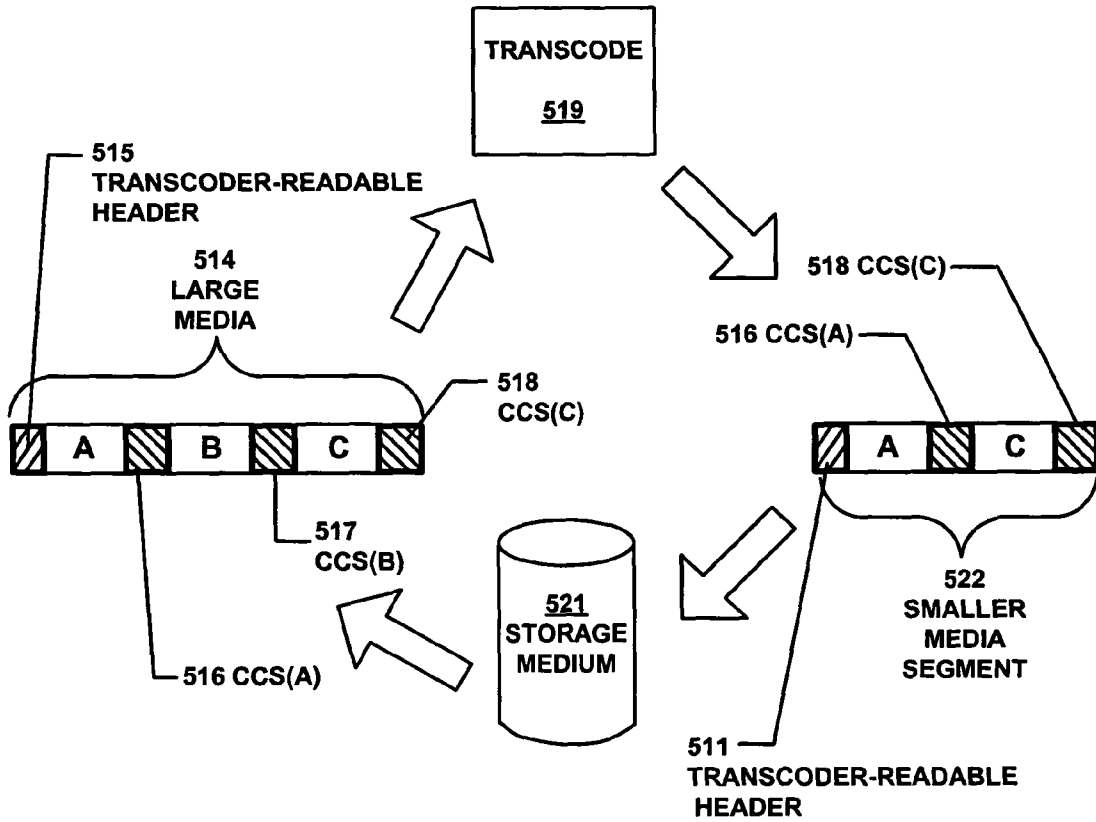 TRANSCODE
519
515
TRANSCODER-READABLE
HEADER
514
LARGE
MEDIA
518 CCS(C)
516 CCS(A)
518
CCS(C)
A
B
C
A
C
517
CCS(B)
516 CCS(A)
521
STORAGE
MEDIUM
522
SMALLER
MEDIA
SEGMENT
511
TRANSCODER-READABLE
HEADER